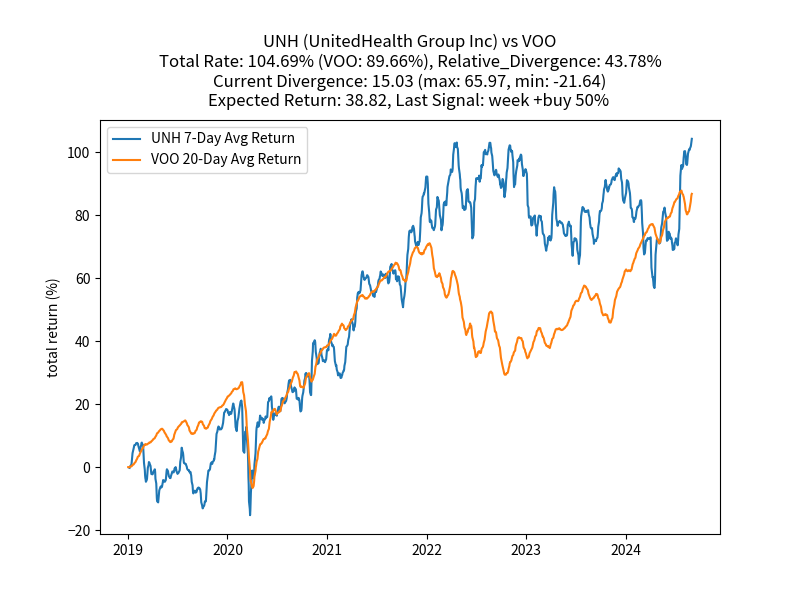 UNH (UnitedHealth Group Inc) vs VOO
Total Rate: 104.69% (VOO: 89.66%), Relative_Divergence: 43.78%
Current Divergence: 15.03 (max: 65.97, min: -21.64)
Expected Return: 38.82, Last Signal: week +buy 50%
UNH 7-Day Avg Return
VOO 20-Day Avg Return
total return (%)
100
80
60
40
20
0
−20
2019 2020 2021 2022 2023 2024